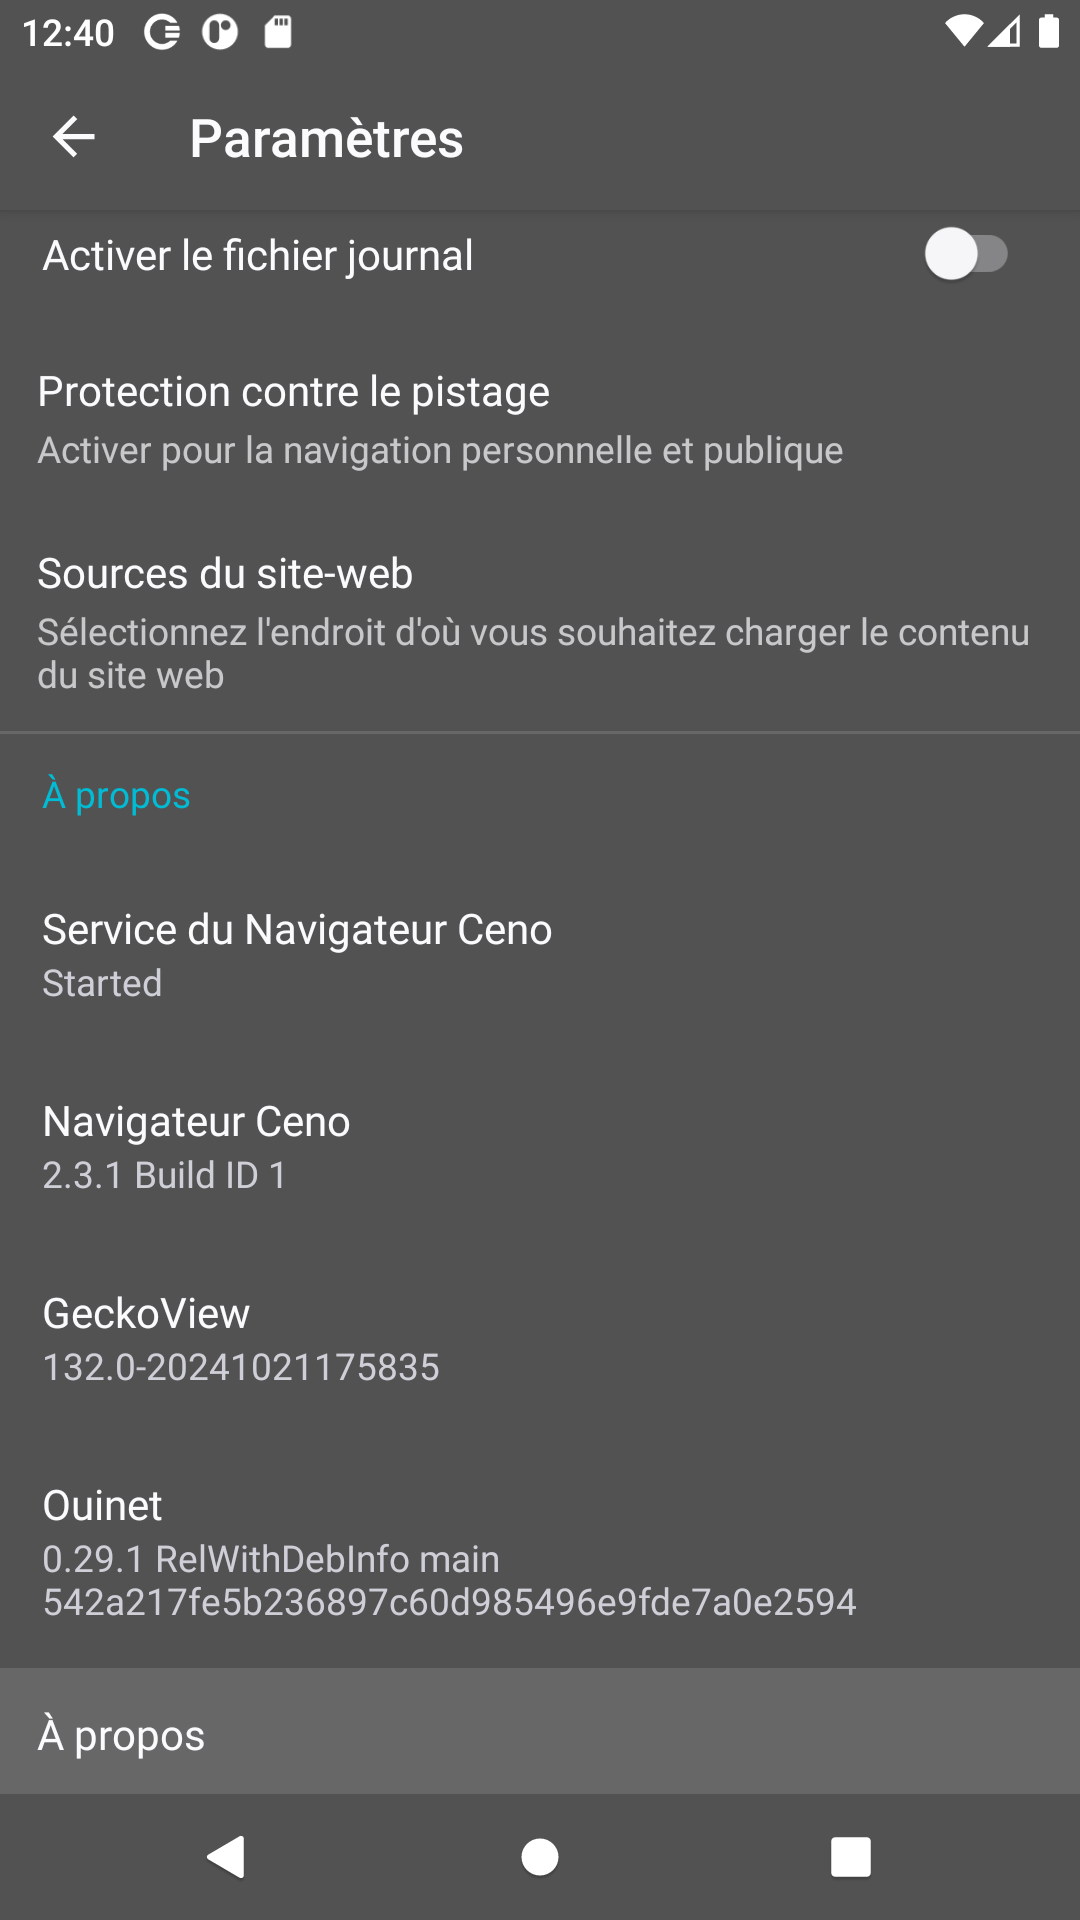 12:40
Paramètres
Activer le fichier journal
Protection contre le pistage
Activer pour la navigation personnelle et publique
Sources du site-web
Sélectionnez l'endroit d'où vous souhaitez charger le contenu
du site web
À propos
Service du Navigateur Ceno
Started
Navigateur Ceno
2.3.1 Build ID 1
GeckoView
132.0-20241021175835
Ouinet
0.29.1 RelWithDebInfo main
542a217fe5b236897c60d985496e9fde7a0e2594
À propos